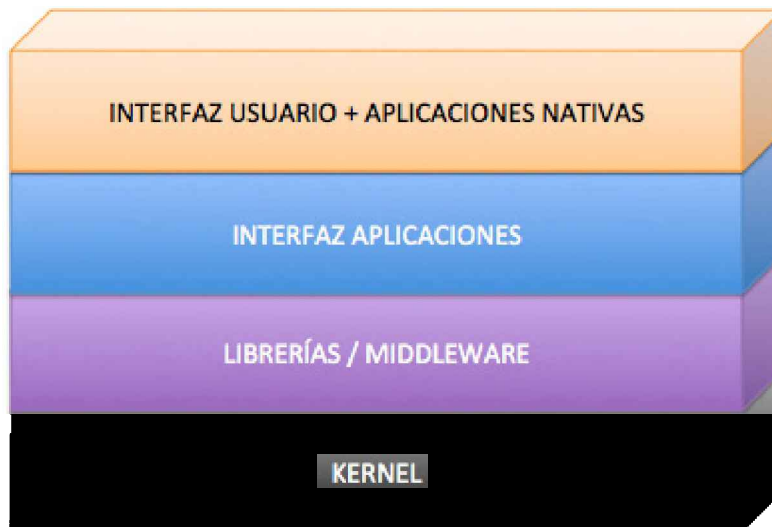 INTERFAZ USUARIO + APLICACIONES NATIVAS
INTERFAZ APLICACIONES
LIBRERÍAS / MIDDLEWARE
KERNEL